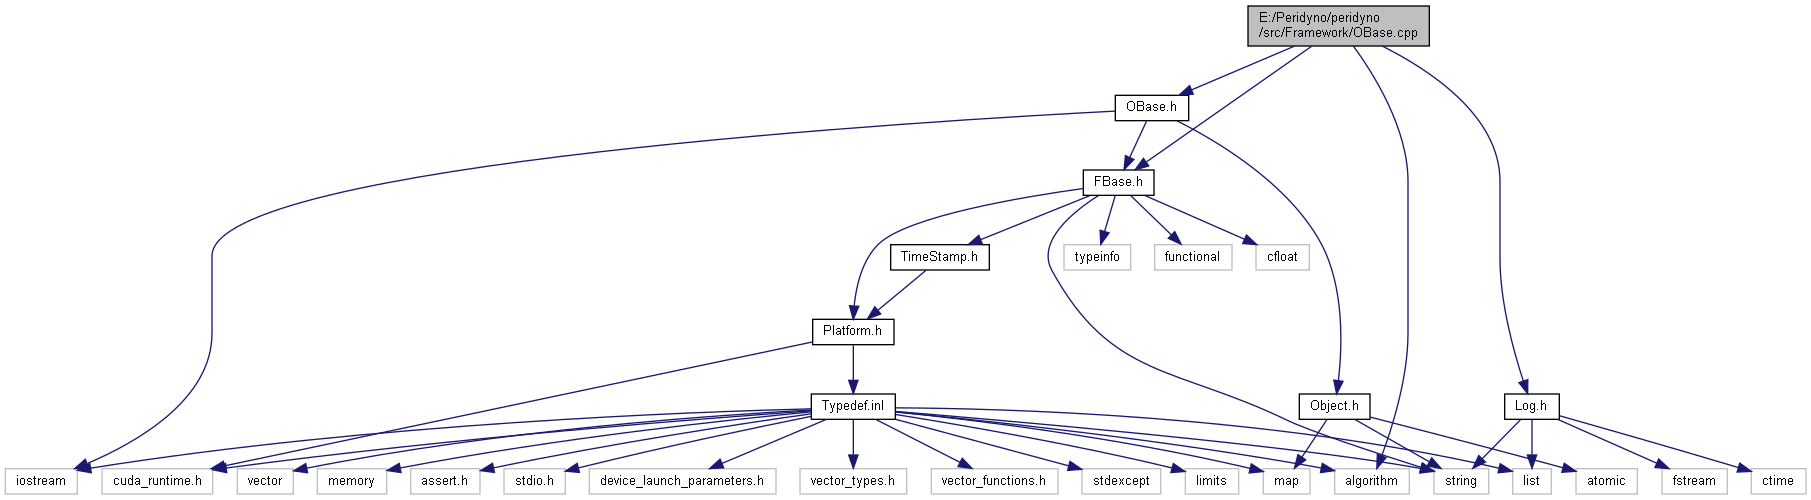 E:/Peridyno/peridyno
/src/Framework/OBase.cpp
OBase.h
FBase.h
TimeStamp.h
typeinfo
functional
cfloat
Platform.h
Typedef.inl
Object.h
Log.h
iostream
cuda_runtime.h
vector
memory
assert.h
stdio.h
device_launch_parameters.h
vector_types.h
vector_functions.h
stdexcept
limits
map
algorithm
string
list
atomic
fstream
ctime